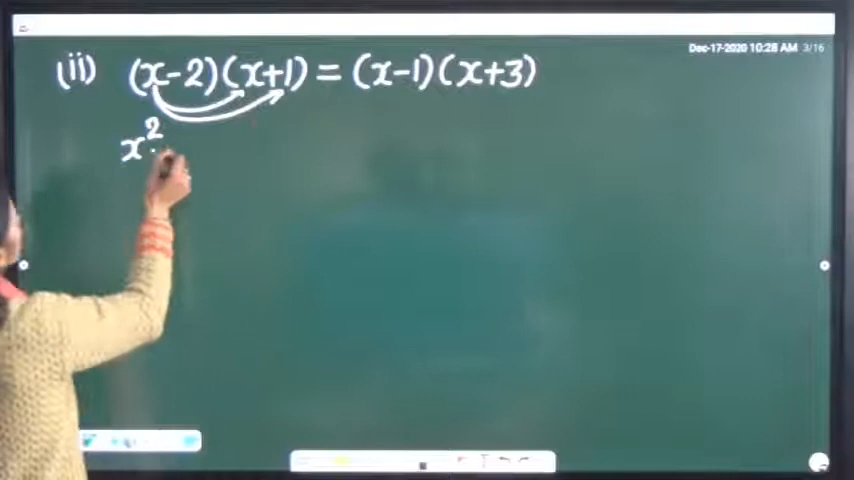 Dec-17-2020 10:28 AM 3/16
(ii) (x-2)(x+1) = (x-1)(x+3)
x²